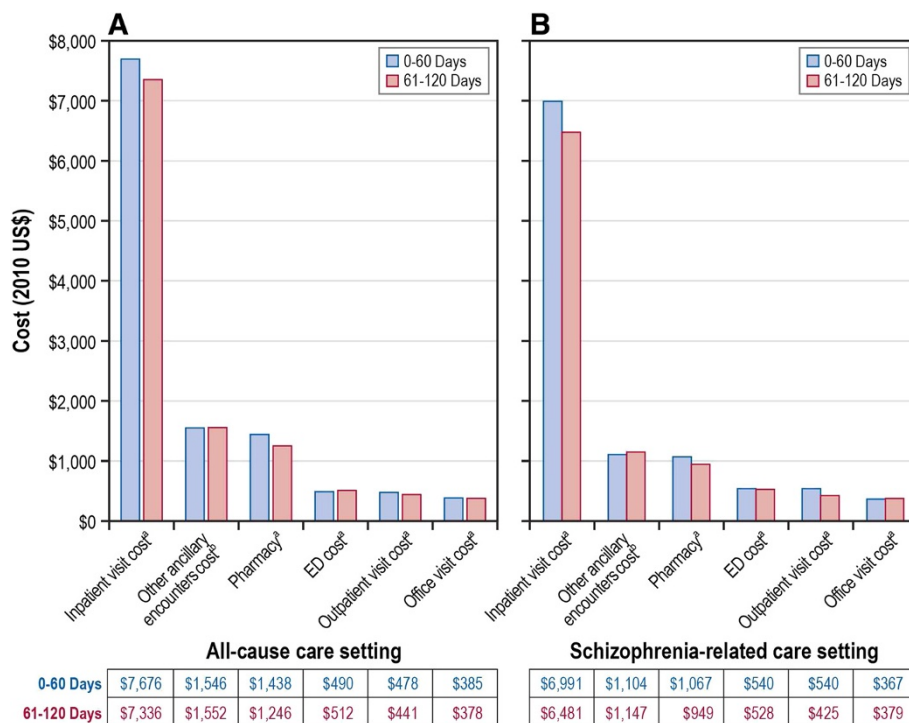 A
B
0-60 Days
61-120 Days
0-60 Days
61-120 Days
Cost (2010 US$)
$8,000
$7,000
$6,000
$5,000
$4,000
$3,000
$2,000
$1,000
$0
Inpatient visit costᵃ
Other ancillary
encounters costᵇ
Pharmacyᵃ
ED costᵃ
Outpatient visit costᵃ
Office visit costᵃ
Inpatient visit costᵃ
Other ancillary
encounters costᵇ
Pharmacyᵃ
ED costᵃ
Outpatient visit costᵃ
Office visit costᵃ
All-cause care setting
Schizophrenia-related care setting
0-60 Days $7,676 $1,546 $1,438 $490 $478 $385 $6,991 $1,104 $1,067 $540 $540 $367
61-120 Days $7,336 $1,552 $1,246 $512 $441 $378 $6,481 $1,147 $949 $528 $425 $379